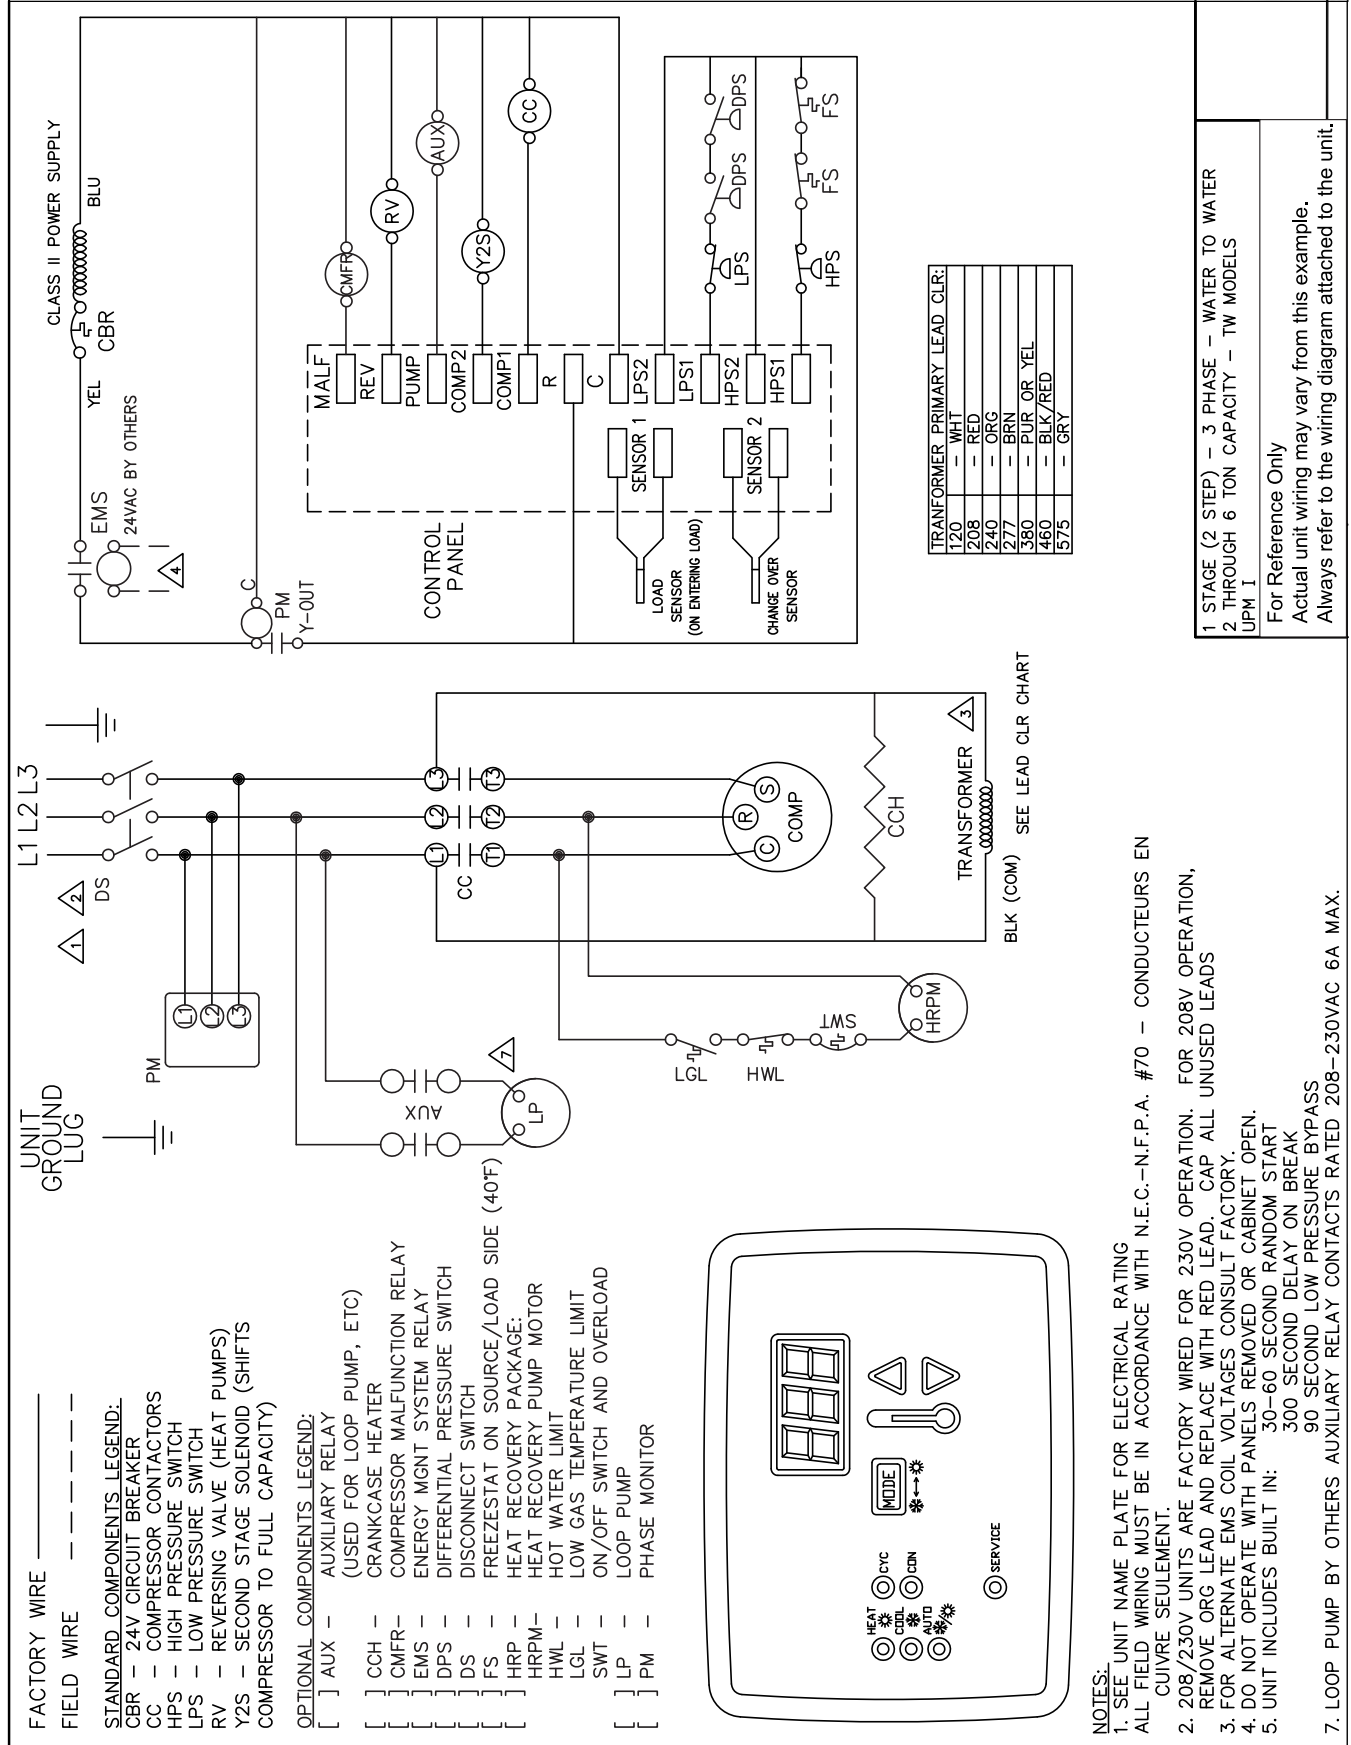 FACTORY WIRE
FIELD WIRE
STANDARD COMPONENTS LEGEND:
CBR - 24V CIRCUIT BREAKER
CC - COMPRESSOR CONTACTORS
HPS - HIGH PRESSURE SWITCH
LPS - LOW PRESSURE SWITCH
RV - REVERSING VALVE (HEAT PUMPS)
Y2S - SECOND STAGE SOLENOID (SHIFTS
COMPRESSOR TO FULL CAPACITY)
OPTIONAL COMPONENTS LEGEND:
[ ] AUX - AUXILIARY RELAY
(USED FOR LOOP PUMP, ETC)
[ ] CCH - CRANKCASE HEATER
[ ] CMFR- COMPRESSOR MALFUNCTION RELAY
[ ] EMS - ENERGY MGNT SYSTEM RELAY
[ ] DPS - DIFFERENTIAL PRESSURE SWITCH
[ ] DS - DISCONNECT SWITCH
[ ] FS - FREEZESTAT ON SOURCE/LOAD SIDE (40°F)
[ ] HRP - HEAT RECOVERY PACKAGE:
HRPM- HEAT RECOVERY PUMP MOTOR
HWL - HOT WATER LIMIT
LGL - LOW GAS TEMPERATURE LIMIT
SWT - ON/OFF SWITCH AND OVERLOAD
[ ] LP - LOOP PUMP
[ ] PM - PHASE MONITOR
HEAT
COOL
AUTO
CYC
CON
SERVICE
MODE
NOTES:
1. SEE UNIT NAME PLATE FOR ELECTRICAL RATING
ALL FIELD WIRING MUST BE IN ACCORDANCE WITH N.E.C.-N.F.P.A. #70 - CONDUCTEURS EN
CUIVRE SEULEMENT.
2. 208/230V UNITS ARE FACTORY WIRED FOR 230V OPERATION. FOR 208V OPERATION,
REMOVE ORG LEAD AND REPLACE WITH RED LEAD. CAP ALL UNUSED LEADS
3. FOR ALTERNATE EMS COIL VOLTAGES CONSULT FACTORY.
4. DO NOT OPERATE WITH PANELS REMOVED OR CABINET OPEN.
5. UNIT INCLUDES BUILT IN: 30-60 SECOND RANDOM START
300 SECOND DELAY ON BREAK
90 SECOND LOW PRESSURE BYPASS
7. LOOP PUMP BY OTHERS AUXILIARY RELAY CONTACTS RATED 208-230VAC 6A MAX.
UNIT
GROUND
LUG
L1 L2 L3
1
2
DS
PM
L1
L2
L3
AUX
LP
7
L1
L2
L3
CC
T1
T2
T3
LGL
HWL
SWT
HRPM
C
R
S
COMP
CCH
TRANSFORMER
3
BLK (COM)
SEE LEAD CLR CHART
CLASS II POWER SUPPLY
EMS
24VAC BY OTHERS
4
YEL
CBR
BLU
C
PM
Y-OUT
CONTROL
PANEL
MALF
REV
PUMP
COMP2
COMP1
R
C
LPS2
LPS1
HPS2
HPS1
SENSOR 1
SENSOR 2
LOAD
SENSOR
(ON ENTERING LOAD)
CHANGE OVER
SENSOR
CMFR
RV
AUX
Y2S
CC
LPS
DPS
DPS
HPS
FS
FS
TRANFORMER PRIMARY LEAD CLR:
120 - WHT
208 - RED
240 - ORG
277 - BRN
380 - PUR OR YEL
460 - BLK/RED
575 - GRY
1 STAGE (2 STEP) - 3 PHASE - WATER TO WATER
2 THROUGH 6 TON CAPACITY - TW MODELS
UPM I
For Reference Only
Actual unit wiring may vary from this example.
Always refer to the wiring diagram attached to the unit.